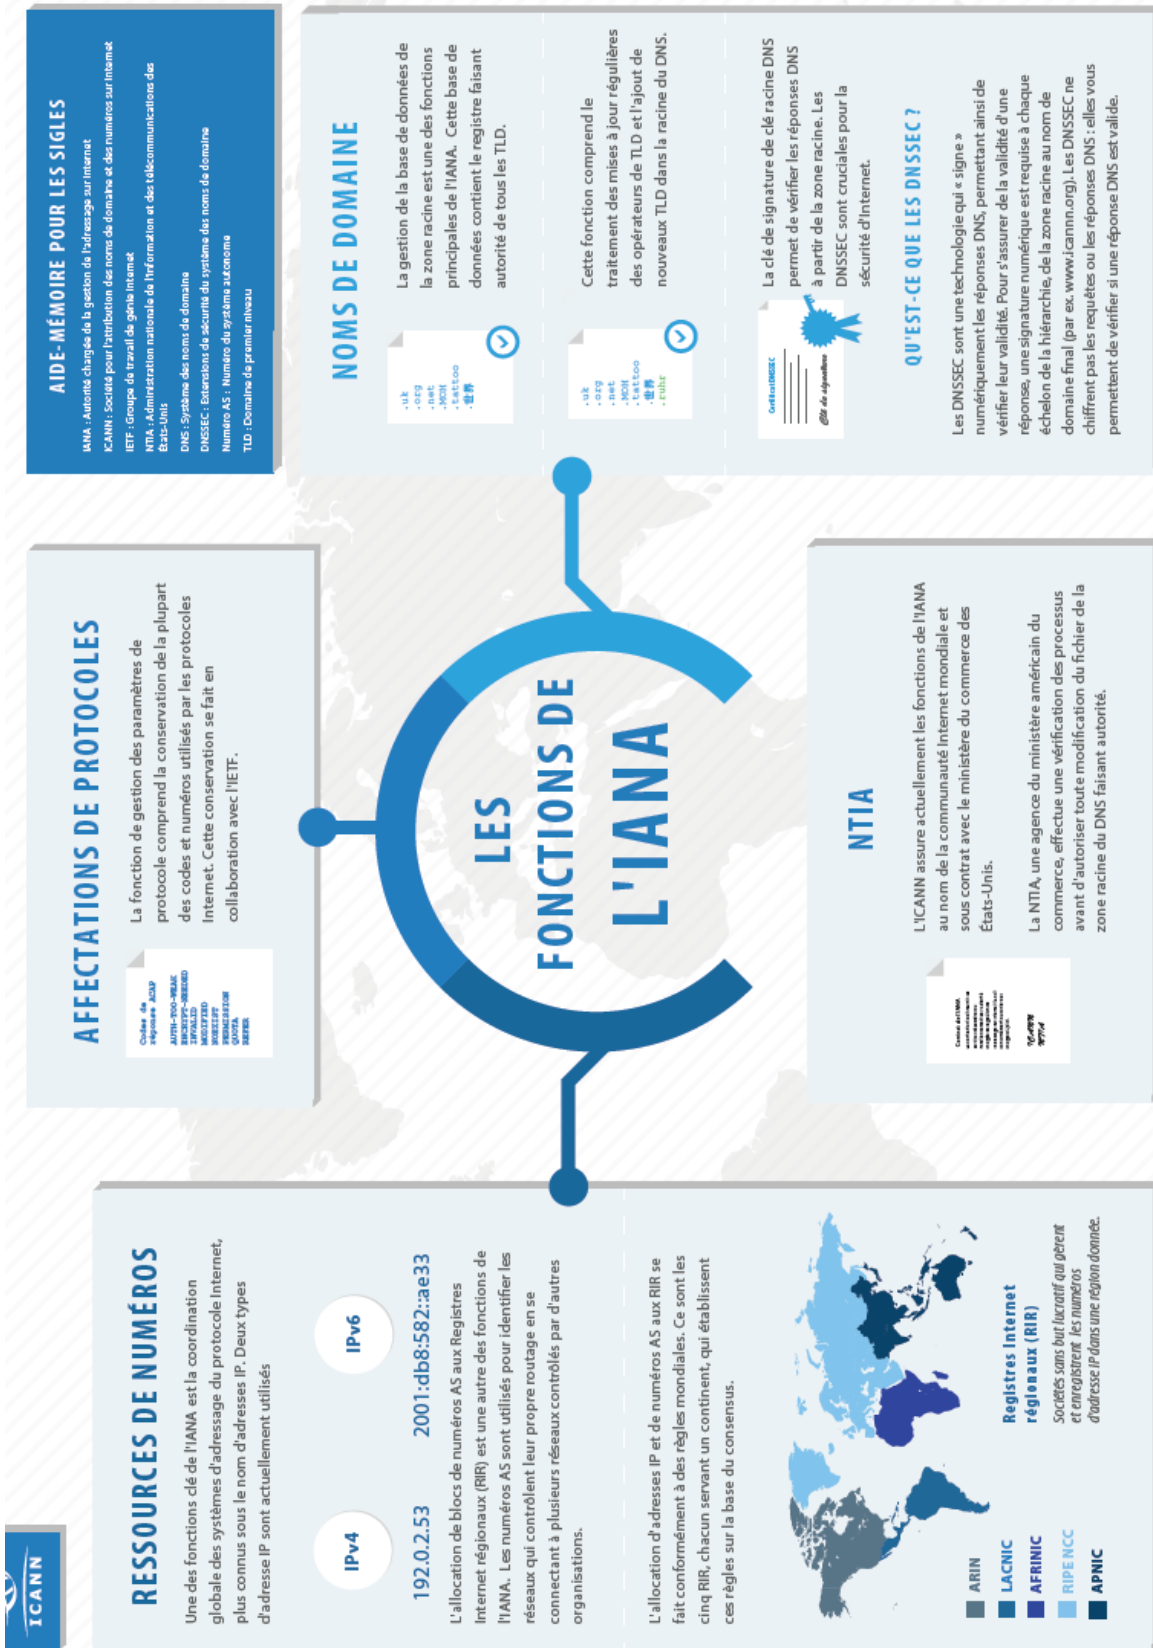 ICANN
RESSOURCES DE NUMÉROS
Une des fonctions clé de l'IANA est la coordination
globale des systèmes d'adressage du protocole Internet,
plus connus sous le nom d'adresses IP. Deux types
d'adresse IP sont actuellement utilisés
IPv4
IPv6
192.0.2.53
2001:db8:582::ae33
L'allocation de blocs de numéros AS aux Registres
Internet régionaux (RIR) est une autre des fonctions de
l'IANA. Les numéros AS sont utilisés pour identifier les
réseaux qui contrôlent leur propre routage en se
connectant à plusieurs réseaux contrôlés par d'autres
organisations.
L'allocation d'adresses IP et de numéros AS aux RIR se
fait conformément à des règles mondiales. Ce sont les
cinq RIR, chacun servant un continent, qui établissent
ces règles sur la base du consensus.
ARIN
LACNIC
AFRINIC
RIPE NCC
APNIC
Registres Internet
régionaux (RIR)
Sociétés sans but lucratif qui gèrent
et enregistrent les numéros
d'adresse IP dans une région donnée.
AFFECTATIONS DE PROTOCOLES
Codes de
réponse ACAP
AUTH-TOO-WEAK
ENCRYPT-NEEDED
INVALID
MODIFIED
NOEXIST
PERMISSION
QUOTA
REFER
La fonction de gestion des paramètres de
protocole comprend la conservation de la plupart
des codes et numéros utilisés par les protocoles
Internet. Cette conservation se fait en
collaboration avec l'IETF.
LES
FONCTIONS DE
L'IANA
NTIA
ICANN
NTIA
L'ICANN assure actuellement les fonctions de l'IANA
au nom de la communauté Internet mondiale et
sous contrat avec le ministère du commerce des
États-Unis.
La NTIA, une agence du ministère américain du
commerce, effectue une vérification des processus
avant d'autoriser toute modification du fichier de la
zone racine du DNS faisant autorité.
AIDE-MÉMOIRE POUR LES SIGLES
IANA : Autorité chargée de la gestion de l'adressage sur Internet
ICANN : Société pour l'attribution des noms de domaine et des numéros sur Internet
IETF : Groupe de travail de génie Internet
NTIA : Administration nationale de l'information et des télécommunications des
États-Unis
DNS : Système des noms de domaine
DNSSEC : Extensions de sécurité du système des noms de domaine
Numéro AS : Numéro du système autonome
TLD : Domaine de premier niveau
NOMS DE DOMAINE
.uk
.org
.net
.MOH
.tattoo
.世界
La gestion de la base de données de
la zone racine est une des fonctions
principales de l'IANA. Cette base de
données contient le registre faisant
autorité de tous les TLD.
.uk
.org
.net
.MOH
.tattoo
.世界
.ruhr
Cette fonction comprend le
traitement des mises à jour régulières
des opérateurs de TLD et l'ajout de
nouveaux TLD dans la racine du DNS.
Certificat DNSSEC
Clé de signature
La clé de signature de clé racine DNS
permet de vérifier les réponses DNS
à partir de la zone racine. Les
DNSSEC sont cruciales pour la
sécurité d'Internet.
QU'EST-CE QUE LES DNSSEC ?
Les DNSSEC sont une technologie qui « signe »
numériquement les réponses DNS, permettant ainsi de
vérifier leur validité. Pour s'assurer de la validité d'une
réponse, une signature numérique est requise à chaque
échelon de la hiérarchie, de la zone racine au nom de
domaine final (par ex. www.icannn.org). Les DNSSEC ne
chiffrent pas les requêtes ou les réponses DNS : elles vous
permettent de vérifier si une réponse DNS est valide.